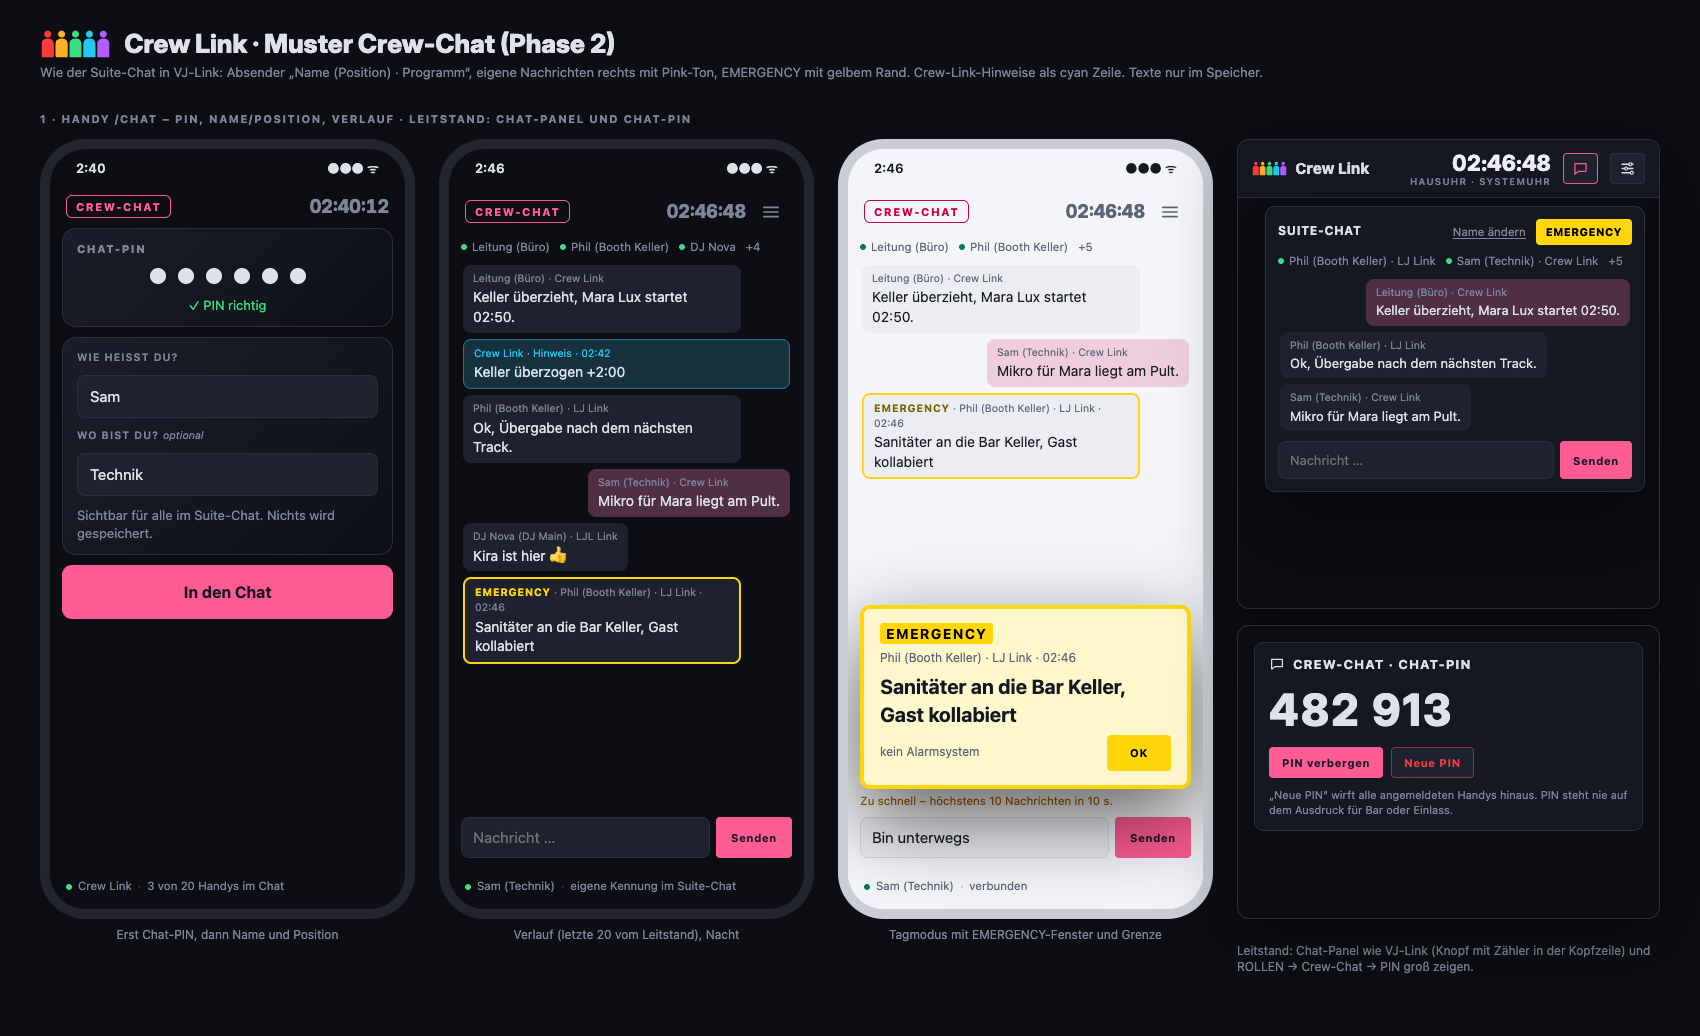 Crew Link · Muster Crew-Chat (Phase 2)
Wie der Suite-Chat in VJ-Link: Absender „Name (Position) · Programm“, eigene Nachrichten rechts mit Pink-Ton, EMERGENCY mit gelbem Rand. Crew-Link-Hinweise als cyan Zeile. Texte nur im Speicher.
1 · HANDY /CHAT – PIN, NAME/POSITION, VERLAUF · LEITSTAND: CHAT-PANEL UND CHAT-PIN
2:40
CREW-CHAT
02:40:12
CHAT-PIN
✓ PIN richtig
WIE HEISST DU?
Sam
WO BIST DU? optional
Technik
Sichtbar für alle im Suite-Chat. Nichts wird
gespeichert.
In den Chat
Crew Link · 3 von 20 Handys im Chat
Erst Chat-PIN, dann Name und Position
2:46
CREW-CHAT
02:46:48
Leitung (Büro) Phil (Booth Keller) DJ Nova +4
Leitung (Büro) · Crew Link
Keller überzieht, Mara Lux startet
02:50.
Crew Link · Hinweis · 02:42
Keller überzogen +2:00
Phil (Booth Keller) · LJ Link
Ok, Übergabe nach dem nächsten
Track.
Sam (Technik) · Crew Link
Mikro für Mara liegt am Pult.
DJ Nova (DJ Main) · LJL Link
Kira ist hier 👍
EMERGENCY · Phil (Booth Keller) · LJ Link ·
02:46
Sanitäter an die Bar Keller, Gast
kollabiert
Nachricht ...
Senden
Sam (Technik) · eigene Kennung im Suite-Chat
Verlauf (letzte 20 vom Leitstand), Nacht
2:46
CREW-CHAT
02:46:48
Leitung (Büro) Phil (Booth Keller) +5
Leitung (Büro) · Crew Link
Keller überzieht, Mara Lux startet
02:50.
Sam (Technik) · Crew Link
Mikro für Mara liegt am Pult.
EMERGENCY · Phil (Booth Keller) · LJ Link ·
02:46
Sanitäter an die Bar Keller, Gast
kollabiert
EMERGENCY
Phil (Booth Keller) · LJ Link · 02:46
Sanitäter an die Bar Keller,
Gast kollabiert
kein Alarmsystem
OK
Zu schnell – höchstens 10 Nachrichten in 10 s.
Bin unterwegs
Senden
Sam (Technik) · verbunden
Tagmodus mit EMERGENCY-Fenster und Grenze
Crew Link
02:46:48
HAUSUHR · SYSTEMUHR
SUITE-CHAT
Name ändern
EMERGENCY
Phil (Booth Keller) · LJ Link Sam (Technik) · Crew Link +5
Leitung (Büro) · Crew Link
Keller überzieht, Mara Lux startet 02:50.
Phil (Booth Keller) · LJ Link
Ok, Übergabe nach dem nächsten Track.
Sam (Technik) · Crew Link
Mikro für Mara liegt am Pult.
Nachricht ...
Senden
CREW-CHAT · CHAT-PIN
482 913
PIN verbergen
Neue PIN
„Neue PIN“ wirft alle angemeldeten Handys hinaus. PIN steht nie auf
dem Ausdruck für Bar oder Einlass.
Leitstand: Chat-Panel wie VJ-Link (Knopf mit Zähler in der Kopfzeile) und
ROLLEN → Crew-Chat → PIN groß zeigen.